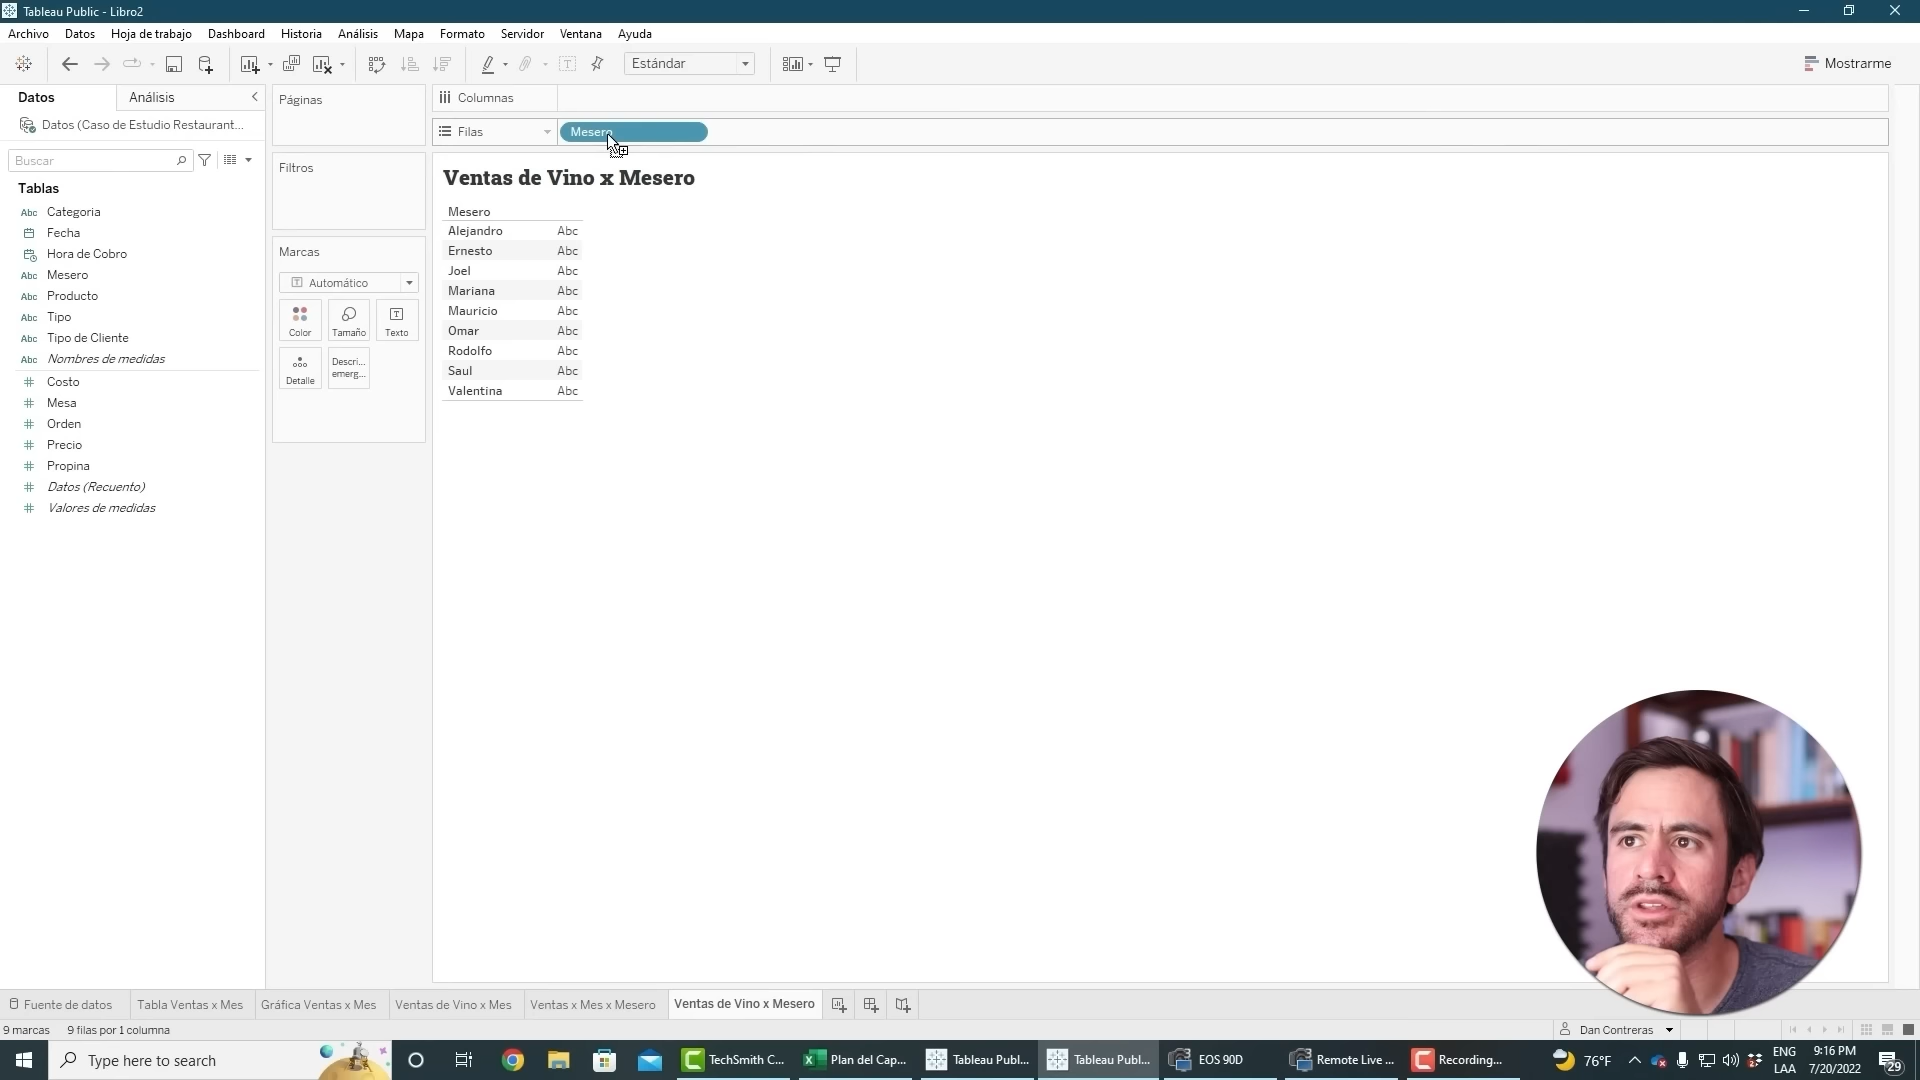 Tableau Public - Libro2
Archivo Datos Hoja de trabajo Dashboard Historia Análisis Mapa Formato Servidor Ventana Ayuda
Estándar
Mostrarme
Datos Análisis
Datos (Caso de Estudio Restaurant...
Buscar
Tablas
Abc Categoria
Fecha
Hora de Cobro
Abc Mesero
Abc Producto
Abc Tipo
Abc Tipo de Cliente
Abc Nombres de medidas
# Costo
# Mesa
# Orden
# Precio
# Propina
# Datos (Recuento)
# Valores de medidas
Páginas
Filtros
Marcas
Automático
Color Tamaño Texto
Detalle
Descri...
emerg...
Columnas
Filas Mesero
Ventas de Vino x Mesero
Mesero
Alejandro Abc
Ernesto Abc
Joel Abc
Mariana Abc
Mauricio Abc
Omar Abc
Rodolfo Abc
Saul Abc
Valentina Abc
Fuente de datos Tabla Ventas x Mes Gráfica Ventas x Mes Ventas de Vino x Mes Ventas x Mes x Mesero Ventas de Vino x Mesero
9 marcas 9 filas por 1 columna
Dan Contreras
Type here to search
TechSmith C... Plan del Cap... Tableau Publ... Tableau Publ... EOS 90D Remote Live ... Recording...
76°F
ENG
LAA
9:16 PM
7/20/2022
29